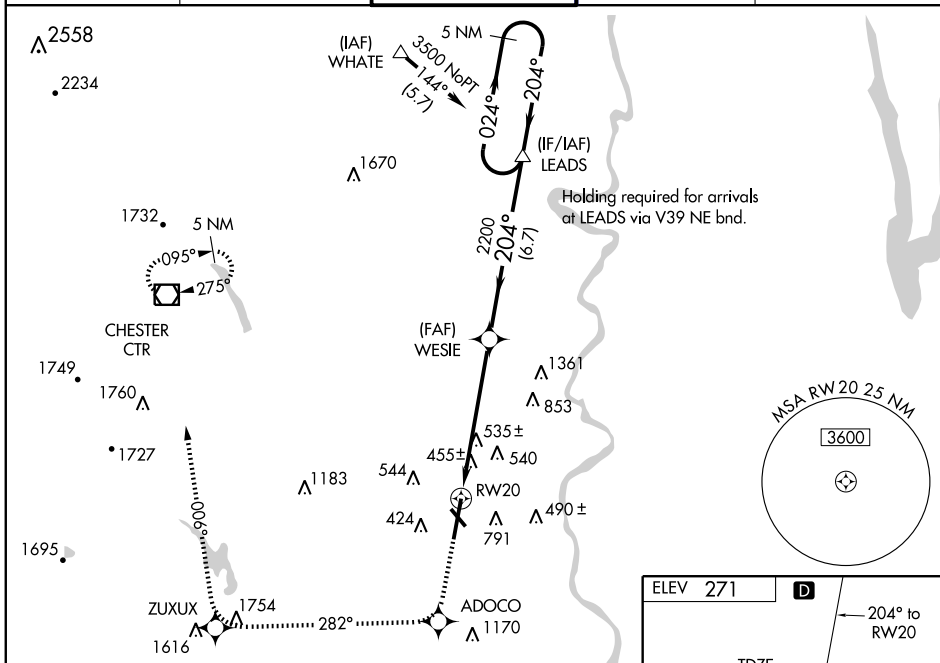 2558
2234
(IAF)
WHATE
3500 NoPT
144°
(5.7)
5 NM
024°
204°
(IF/IAF)
LEADS
1670
Holding required for arrivals
at LEADS via V39 NE bnd.
1732
5 NM
095°
275°
CHESTER
CTR
2200
204°
(6.7)
(FAF)
WESIE
1749
1760
1361
853
MSA RW20 25 NM
3600
1727
535±
455±
540
544
1183
RW20
424
791
490±
006°
1695
ZUXUX
1754
1616
282°
ADOCO
1170
ELEV 271
D
204° to
RW20
TDZE